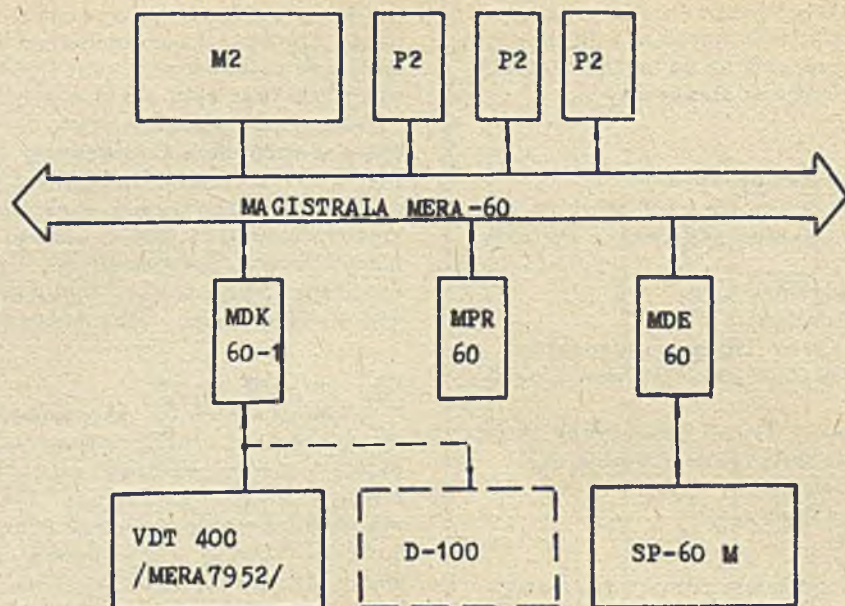 M2
P2
P2
P2
MAGISTRALA MERA-60
MDK
60-1
MPR
60
MDE
60
VDT 400
/MERA7952/
D-100
SP-60 M